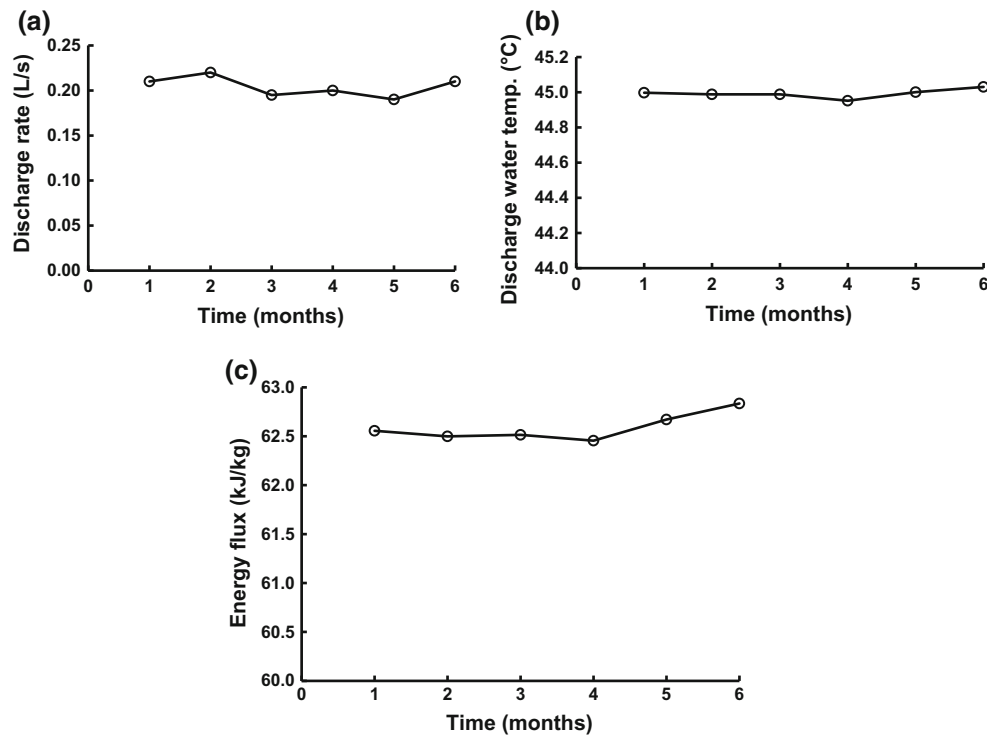 (a)
Discharge rate (L/s)
0.25
0.20
0.15
0.10
0.05
0.00
0 1 2 3 4 5 6
Time (months)
(b)
Discharge water temp. (°C)
45.2
45.0
44.8
44.6
44.4
44.2
44.0
0 1 2 3 4 5 6
Time (months)
(c)
Energy flux (kJ/kg)
63.0
62.5
62.0
61.5
61.0
60.5
60.0
0 1 2 3 4 5 6
Time (months)